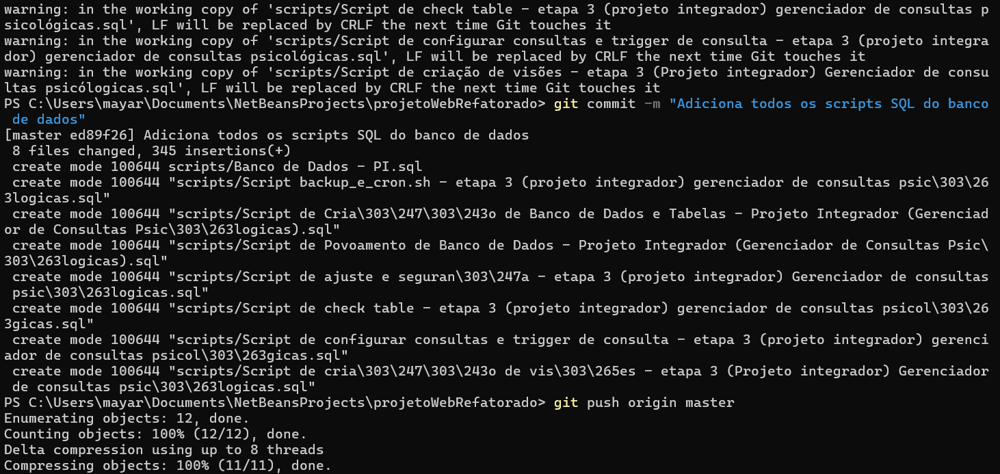 warning: in the working copy of 'scripts/Script de check table - etapa 3 (projeto integrador) gerenciador de consultas p
sicológicas.sql', LF will be replaced by CRLF the next time Git touches it
warning: in the working copy of 'scripts/Script de configurar consultas e trigger de consulta - etapa 3 (projeto integra
dor) gerenciador de consultas psicológicas.sql', LF will be replaced by CRLF the next time Git touches it
warning: in the working copy of 'scripts/Script de criação de visões - etapa 3 (Projeto integrador) Gerenciador de consu
ltas psicólogicas.sql', LF will be replaced by CRLF the next time Git touches it
PS C:\Users\mayar\Documents\NetBeansProjects\projetoWebRefatorado> git commit -m "Adiciona todos os scripts SQL do banco
 de dados"
[master ed89f26] Adiciona todos os scripts SQL do banco de dados
 8 files changed, 345 insertions(+)
 create mode 100644 scripts/Banco de Dados - PI.sql
 create mode 100644 "scripts/Script backup_e_cron.sh - etapa 3 (projeto integrador) gerenciador de consultas psic\303\26
3logicas.sql"
 create mode 100644 "scripts/Script de Cria\303\247\303\243o de Banco de Dados e Tabelas - Projeto Integrador (Gerenciad
or de Consultas Psic\303\263logicas).sql"
 create mode 100644 "scripts/Script de Povoamento de Banco de Dados - Projeto Integrador (Gerenciador de Consultas Psic\
303\263logicas).sql"
 create mode 100644 "scripts/Script de ajuste e seguran\303\247a - etapa 3 (projeto integrador) Gerenciador de consultas
 psic\303\263logicas.sql"
 create mode 100644 "scripts/Script de check table - etapa 3 (projeto integrador) gerenciador de consultas psicol\303\26
3gicas.sql"
 create mode 100644 "scripts/Script de configurar consultas e trigger de consulta - etapa 3 (projeto integrador) gerenci
ador de consultas psicol\303\263gicas.sql"
 create mode 100644 "scripts/Script de cria\303\247\303\243o de vis\303\265es - etapa 3 (Projeto integrador) Gerenciador
 de consultas psic\303\263logicas.sql"
PS C:\Users\mayar\Documents\NetBeansProjects\projetoWebRefatorado> git push origin master
Enumerating objects: 12, done.
Counting objects: 100% (12/12), done.
Delta compression using up to 8 threads
Compressing objects: 100% (11/11), done.